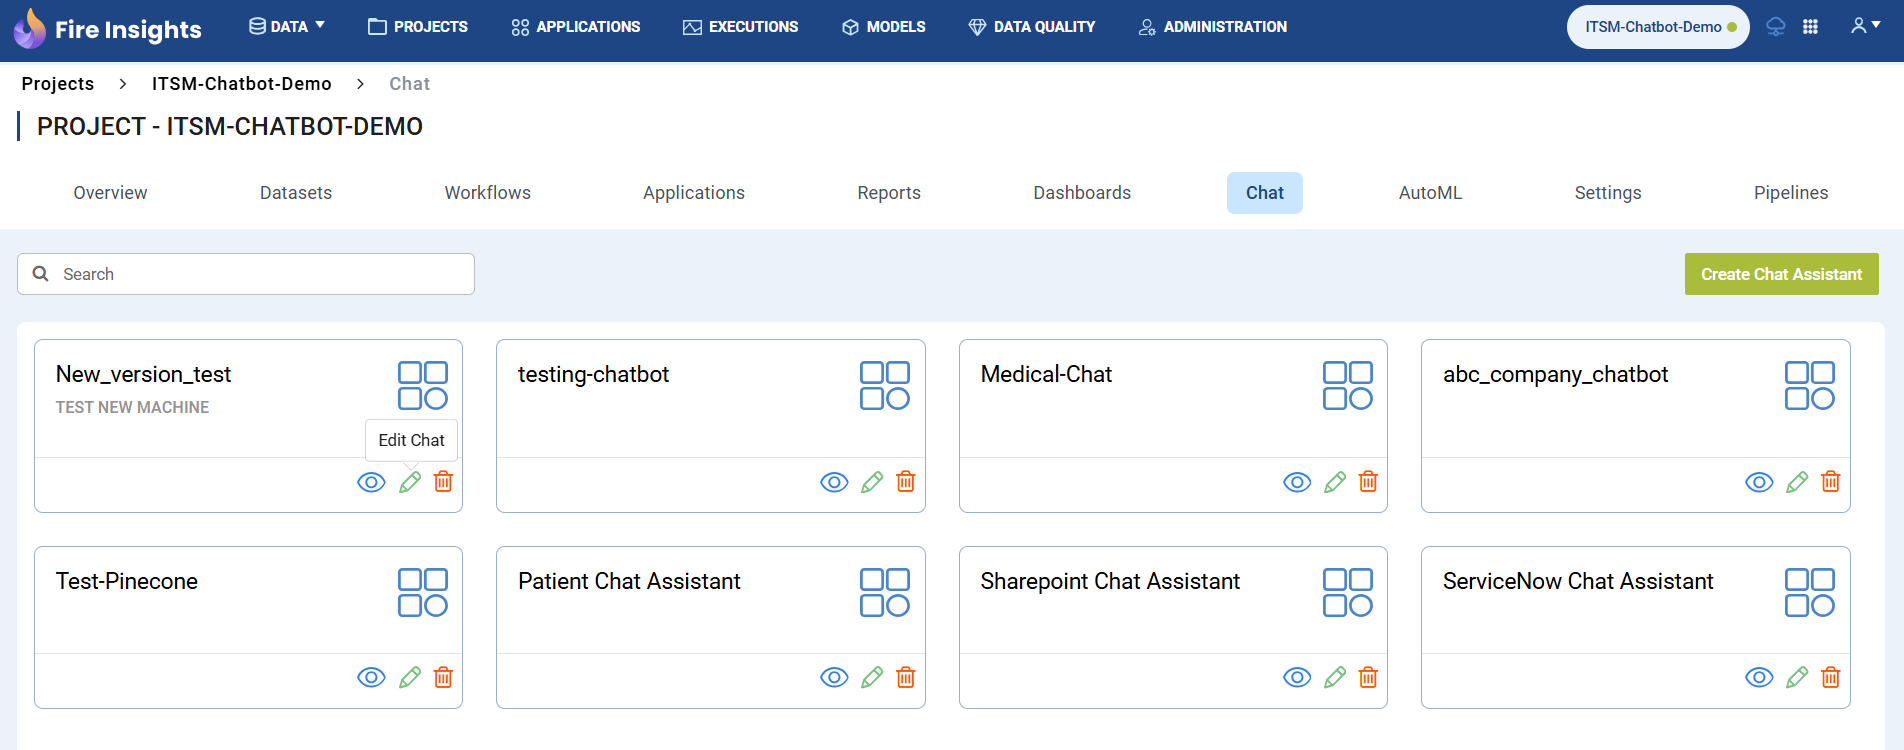 Fire Insights DATA PROJECTS APPLICATIONS EXECUTIONS MODELS DATA QUALITY ADMINISTRATION ITSM-Chatbot-Demo
Projects > ITSM-Chatbot-Demo > Chat
PROJECT - ITSM-CHATBOT-DEMO
Overview Datasets Workflows Applications Reports Dashboards Chat AutoML Settings Pipelines
Search Create Chat Assistant
New_version_test testing-chatbot Medical-Chat abc_company_chatbot
TEST NEW MACHINE
Edit Chat
Test-Pinecone Patient Chat Assistant Sharepoint Chat Assistant ServiceNow Chat Assistant